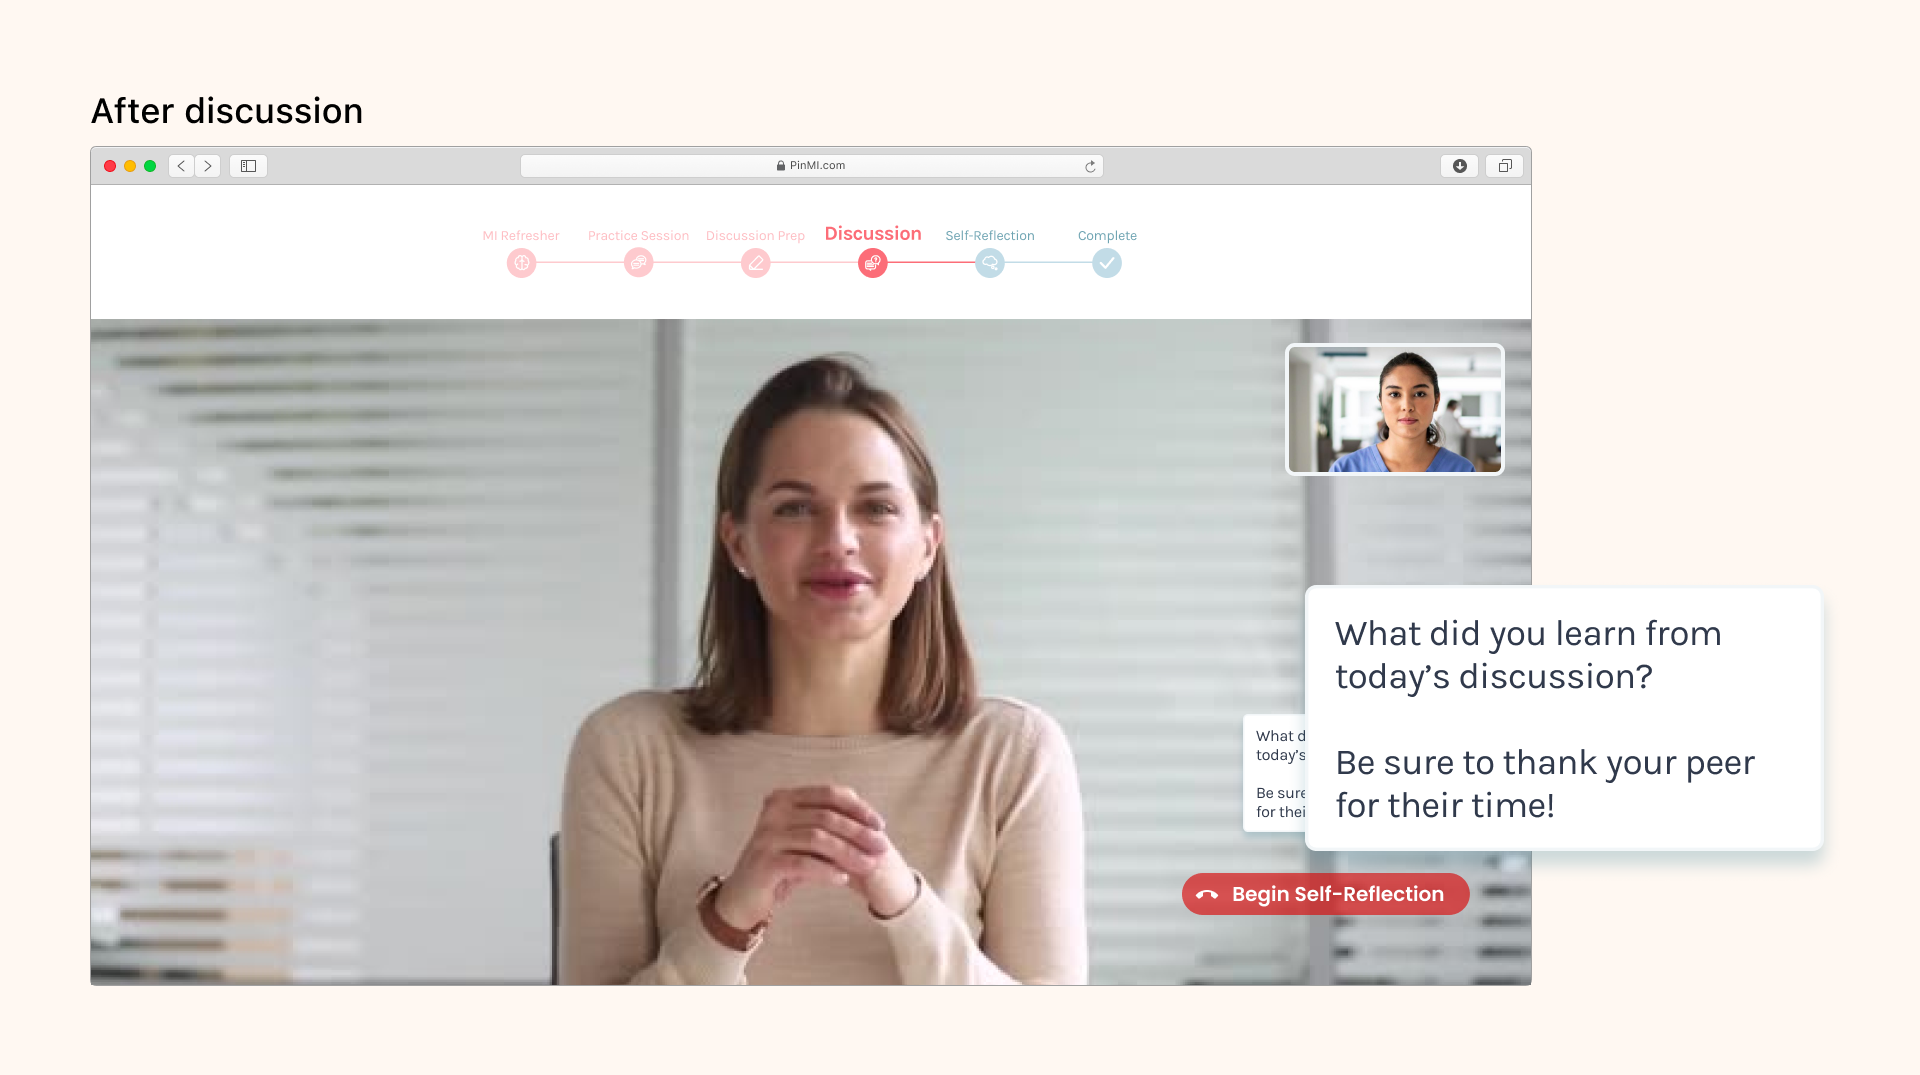 After discussion
PinMI.com
MI Refresher
Practice Session
Discussion Prep
Discussion
Self-Reflection
Complete
What did you learn from
today’s discussion?
Be sure to thank your peer
for their time!
What d
today’s
Be sure
for thei
Begin Self-Reflection